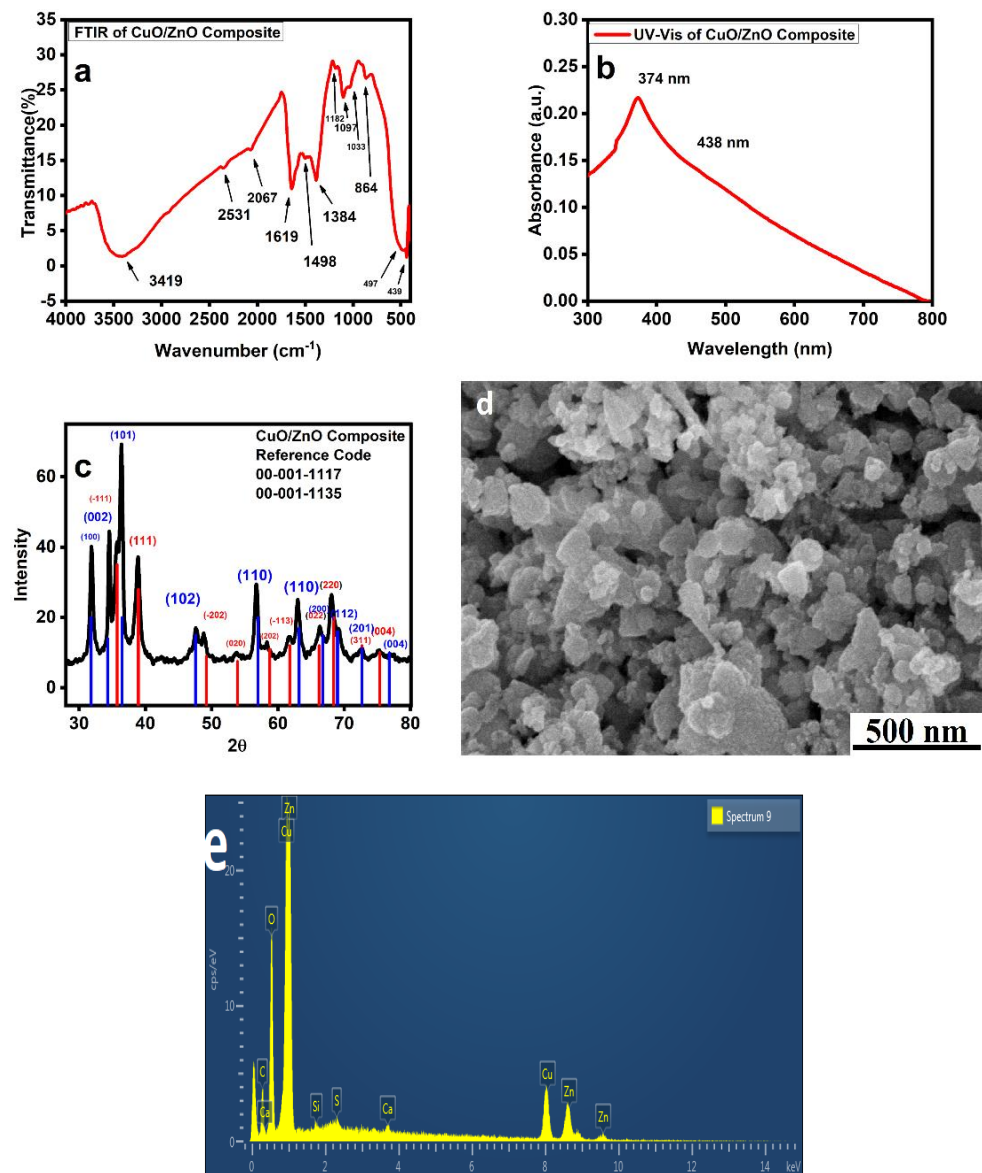 FTIR of CuO/ZnO Composite
a
Transmittance(%)
35
30
25
20
15
10
5
0
-5
3419
2531
2067
1619
1498
1384
1182
1097
1033
864
497
439
4000 3500 3000 2500 2000 1500 1000 500
Wavenumber (cm-1)
UV-Vis of CuO/ZnO Composite
b
Absorbance (a.u.)
0.30
0.25
0.20
0.15
0.10
0.05
0.00
374 nm
438 nm
300 400 500 600 700 800
Wavelength (nm)
c
CuO/ZnO Composite
Reference Code
00-001-1117
00-001-1135
Intensity
60
40
20
0
(100)
(002)
(-111)
(101)
(111)
(102)
(-202)
(020)
(110)
(202)
(-113)
(110)
(022)
(200)
(220)
(112)
(311)
(201)
(004)
(004)
30 40 50 60 70 80
2θ
d
500 nm
e
Spectrum 9
cps/eV
20
10
0
C
Ca
O
Zn
Cu
Si
S
Ca
Cu
Zn
Zn
0 2 4 6 8 10 12 14 keV